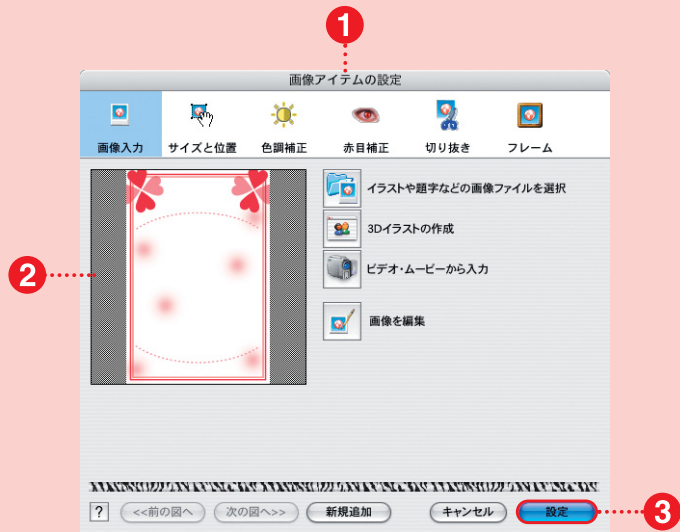 1
画像アイテムの設定
画像入力 サイズと位置 色調補正 赤目補正 切り抜き フレーム
イラストや題字などの画像ファイルを選択
3Dイラストの作成
2
ビデオ・ムービーから入力
画像を編集
? <<前の図へ 次の図へ>> 新規追加 キャンセル 設定 3